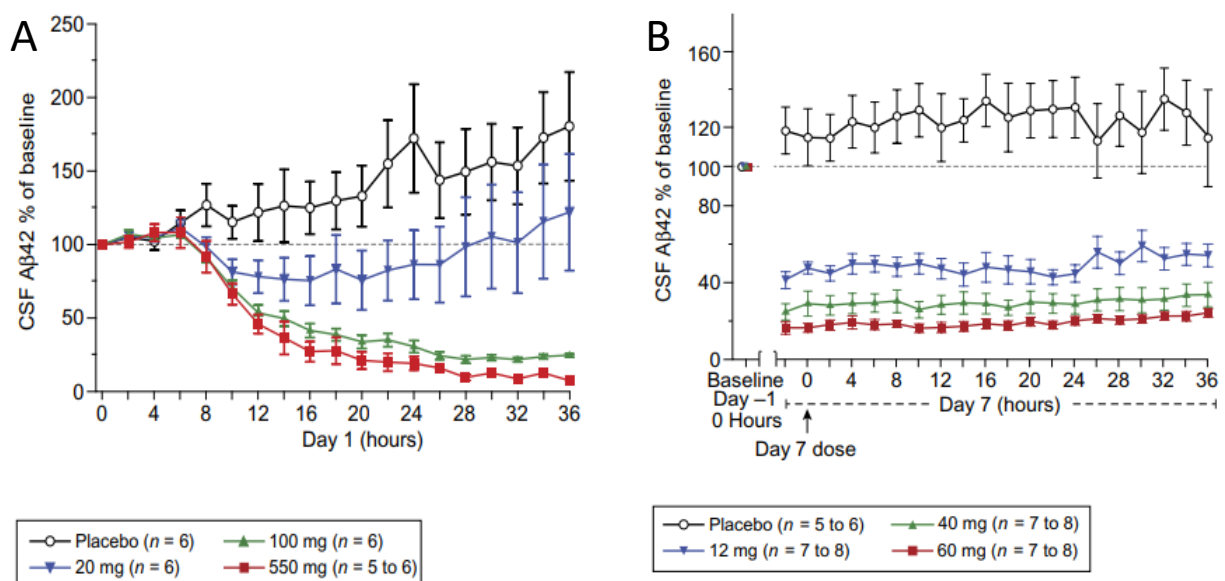 A
CSF Aβ42 % of baseline
250
200
150
100
50
0
0 4 8 12 16 20 24 28 32 36
Day 1 (hours)
Placebo (n = 6)
100 mg (n = 6)
20 mg (n = 6)
550 mg (n = 5 to 6)
B
CSF Aβ42 % of baseline
160
120
100
80
60
40
0
Baseline
Day –1
0 Hours
0 4 8 12 16 20 24 28 32 36
Day 7 (hours)
Day 7 dose
Placebo (n = 5 to 6)
40 mg (n = 7 to 8)
12 mg (n = 7 to 8)
60 mg (n = 7 to 8)